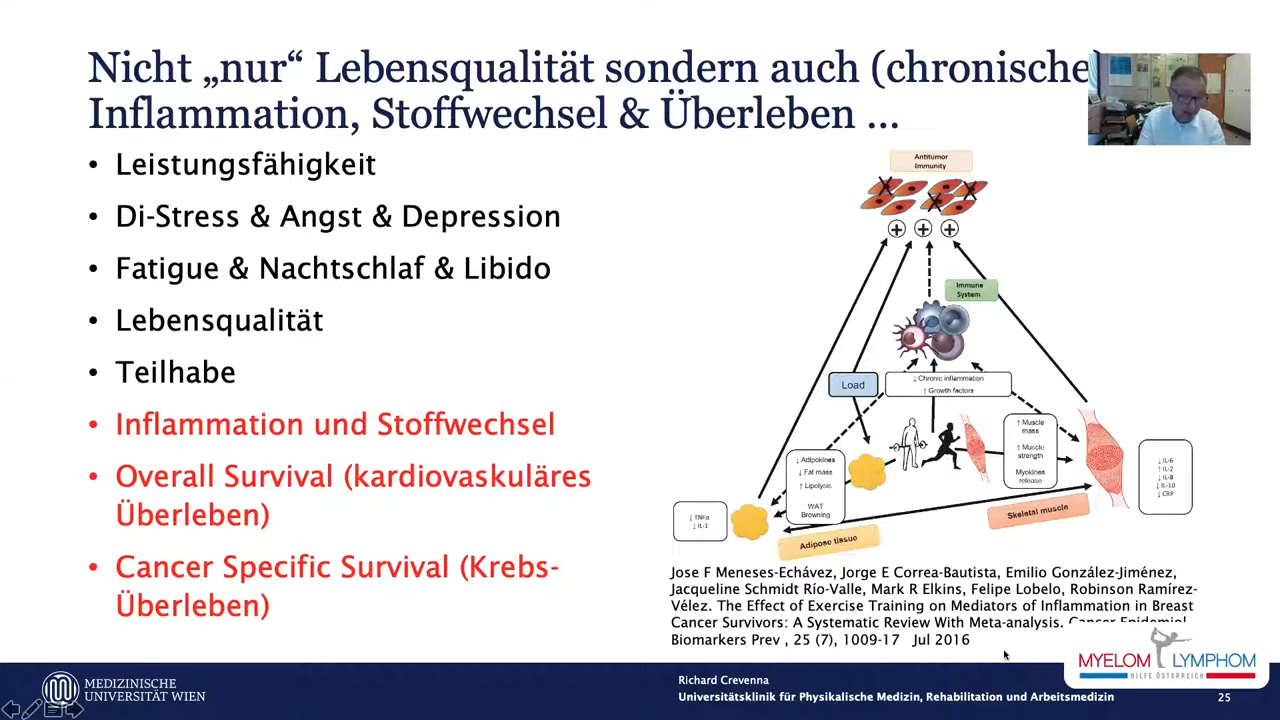 Nicht „nur“ Lebensqualität sondern auch (chronische)
Inflammation, Stoffwechsel & Überleben ...
• Leistungsfähigkeit
• Di-Stress & Angst & Depression
• Fatigue & Nachtschlaf & Libido
• Lebensqualität
• Teilhabe
• Inflammation und Stoffwechsel
• Overall Survival (kardiovaskuläres
Überleben)
• Cancer Specific Survival (Krebs-
Überleben)
Antitumor
Immunity
Immune
System
Load
↓ Chronic inflammation
↑ Growth factors
↓ Adipokines
↓ Fat mass
↑ Lipolysis
WAT
Browning
↑ Muscle
mass
↑ Muscle
strength
Myokines
release
↓ IL-6
↑ IL-2
↓ IL-8
↓ IL-10
↓ CRP
↓ TNFα
↓ IL-1
Adipose tissue
Skeletal muscle
Jose F Meneses-Echávez, Jorge E Correa-Bautista, Emilio González-Jiménez,
Jacqueline Schmidt Río-Valle, Mark R Elkins, Felipe Lobelo, Robinson Ramírez-
Vélez. The Effect of Exercise Training on Mediators of Inflammation in Breast
Cancer Survivors: A Systematic Review With Meta-analysis. Cancer Epidemiol
Biomarkers Prev , 25 (7), 1009-17 Jul 2016
MYELOM LYMPHOM
HILFE ÖSTERREICH
MEDIZINISCHE
UNIVERSITÄT WIEN
Richard Crevenna
Universitätsklinik für Physikalische Medizin, Rehabilitation und Arbeitsmedizin
25